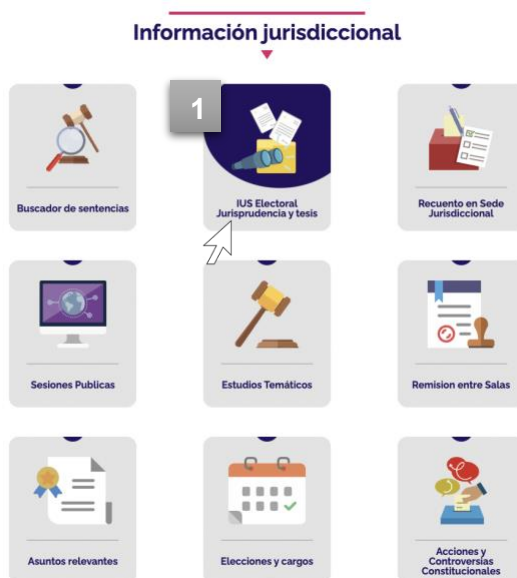 Información jurisdiccional
1
Buscador de sentencias
IUS Electoral
Jurisprudencia y tesis
Recuento en Sede
Jurisdiccional
Sesiones Publicas
Estudios Temáticos
Remision entre Salas
Asuntos relevantes
Elecciones y cargos
Acciones y
Controversias
Constitucionales